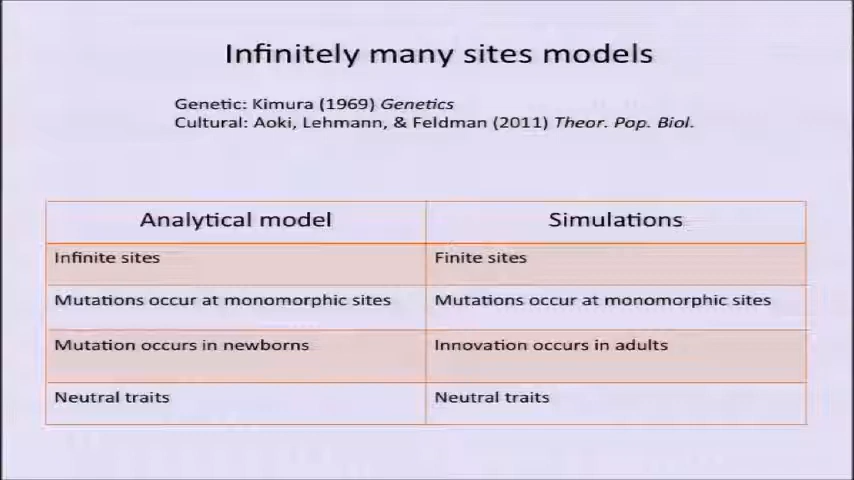 Infinitely many sites models
Genetic: Kimura (1969) Genetics
Cultural: Aoki, Lehmann, & Feldman (2011) Theor. Pop. Biol.
Analytical model
Simulations
Infinite sites
Finite sites
Mutations occur at monomorphic sites
Mutations occur at monomorphic sites
Mutation occurs in newborns
Innovation occurs in adults
Neutral traits
Neutral traits